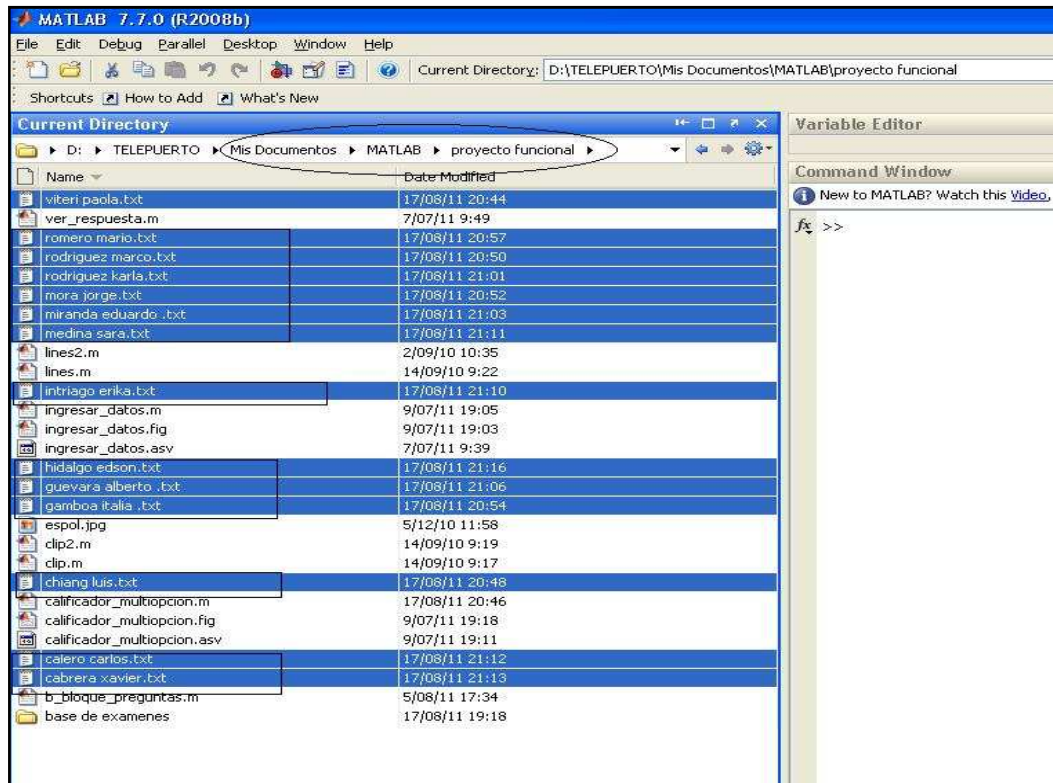 MATLAB 7.7.0 (R2008b)
File Edit Debug Parallel Desktop Window Help
Current Directory: D:\TELEPUERTO\Mis Documentos\MATLAB\proyecto funcional
Shortcuts How to Add What's New
Current Directory
D: TELEPUERTO Mis Documentos MATLAB proyecto funcional
Name Date Modified
viteri paola.txt 17/08/11 20:44
ver_respuesta.m 7/07/11 9:49
romero mario.txt 17/08/11 20:57
rodriguez marco.txt 17/08/11 20:50
rodriguez karla.txt 17/08/11 21:01
mora jorge.txt 17/08/11 20:52
miranda eduardo .txt 17/08/11 21:03
medina sara.txt 17/08/11 21:11
lines2.m 2/09/10 10:35
lines.m 14/09/10 9:22
intriago erika.txt 17/08/11 21:10
ingresar_datos.m 9/07/11 19:05
ingresar_datos.fig 9/07/11 19:03
ingresar_datos.asv 7/07/11 9:39
hidalgo edson.txt 17/08/11 21:16
guevara alberto .txt 17/08/11 21:06
gamboa italia .txt 17/08/11 20:54
espol.jpg 5/12/10 11:58
clip2.m 14/09/10 9:19
clip.m 14/09/10 9:17
chiang luis.txt 17/08/11 20:48
calificador_multiopcion.m 17/08/11 20:46
calificador_multiopcion.fig 9/07/11 19:18
calificador_multiopcion.asv 9/07/11 19:11
calero carlos.txt 17/08/11 21:12
cabrera xavier.txt 17/08/11 21:13
b_bloque_preguntas.m 5/08/11 17:34
base de examenes 17/08/11 19:18
Variable Editor
Command Window
New to MATLAB? Watch this Video,
fx >>